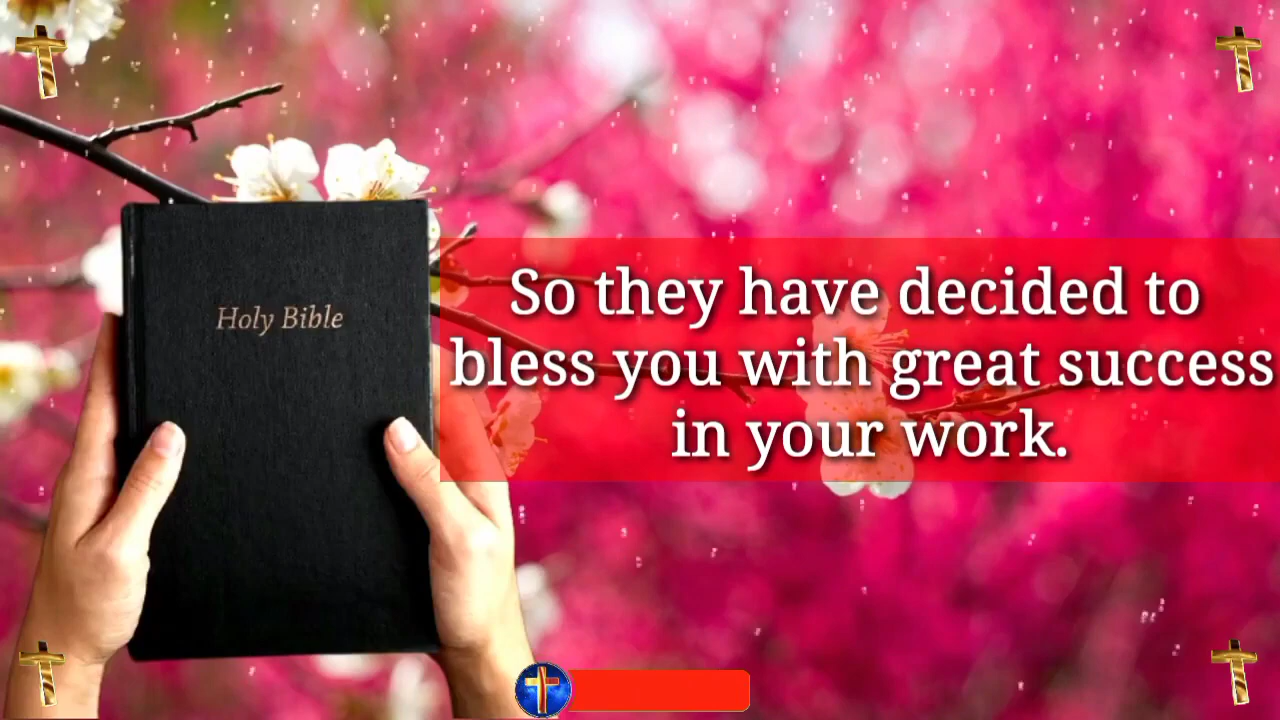 Holy Bible
So they have decided to
bless you with great success
in your work.